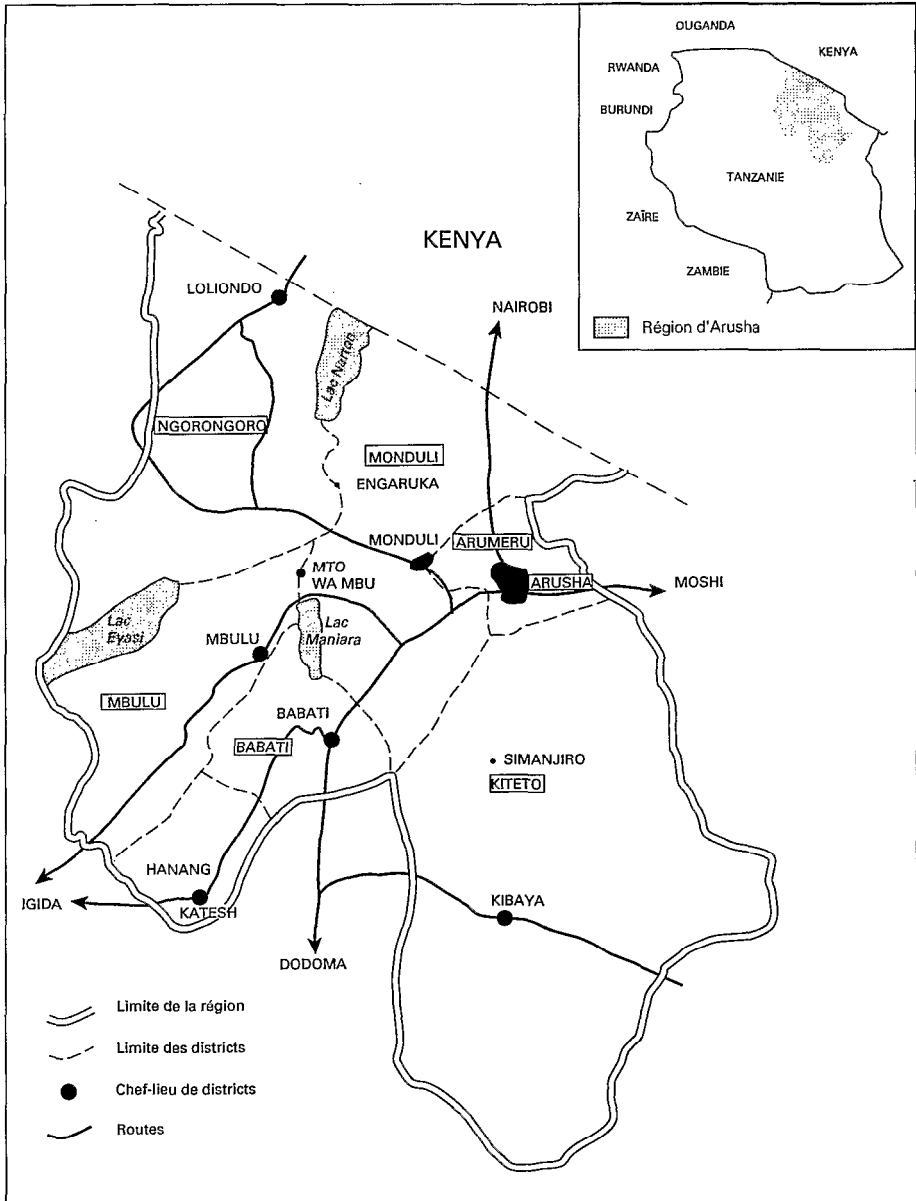 OUGANDA
KENYA
RWANDA
BURUNDI
TANZANIE
ZAÏRE
ZAMBIE
Région d'Arusha
KENYA
LOLIONDO
NAIROBI
Lac Natron
NGORONGORO
MONDULI
ENGARUKA
MONDULI
ARUMERU
MTO
WA MBU
ARUSHA
MOSHI
Lac
Eyasi
MBULU
Lac
Maniara
MBULU
BABATI
BABATI
SIMANJIRO
KITETO
HANANG
IGIDA
KATESH
KIBAYA
DODOMA
Limite de la région
Limite des districts
Chef-lieu de districts
Routes